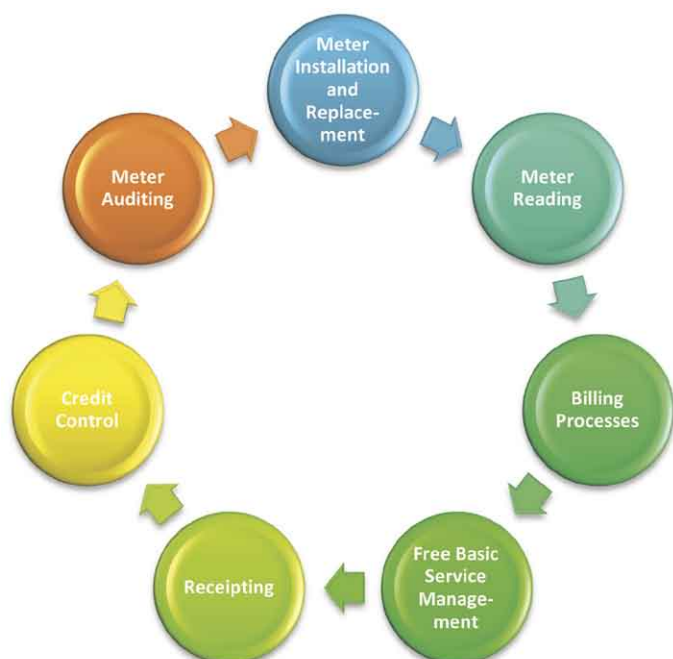 Meter
Installation
and
Replace-
ment
Meter
Reading
Billing
Processes
Free Basic
Service
Manage-
ment
Receipting
Credit
Control
Meter
Auditing